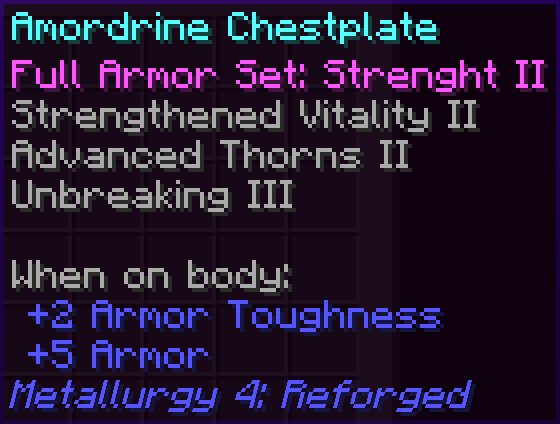 Amordrine Chestplate
Full Armor Set: Strenght II
Strengthened Vitality II
Advanced Thorns II
Unbreaking III
When on body:
+2 Armor Toughness
+5 Armor
Metallurgy 4: Reforged